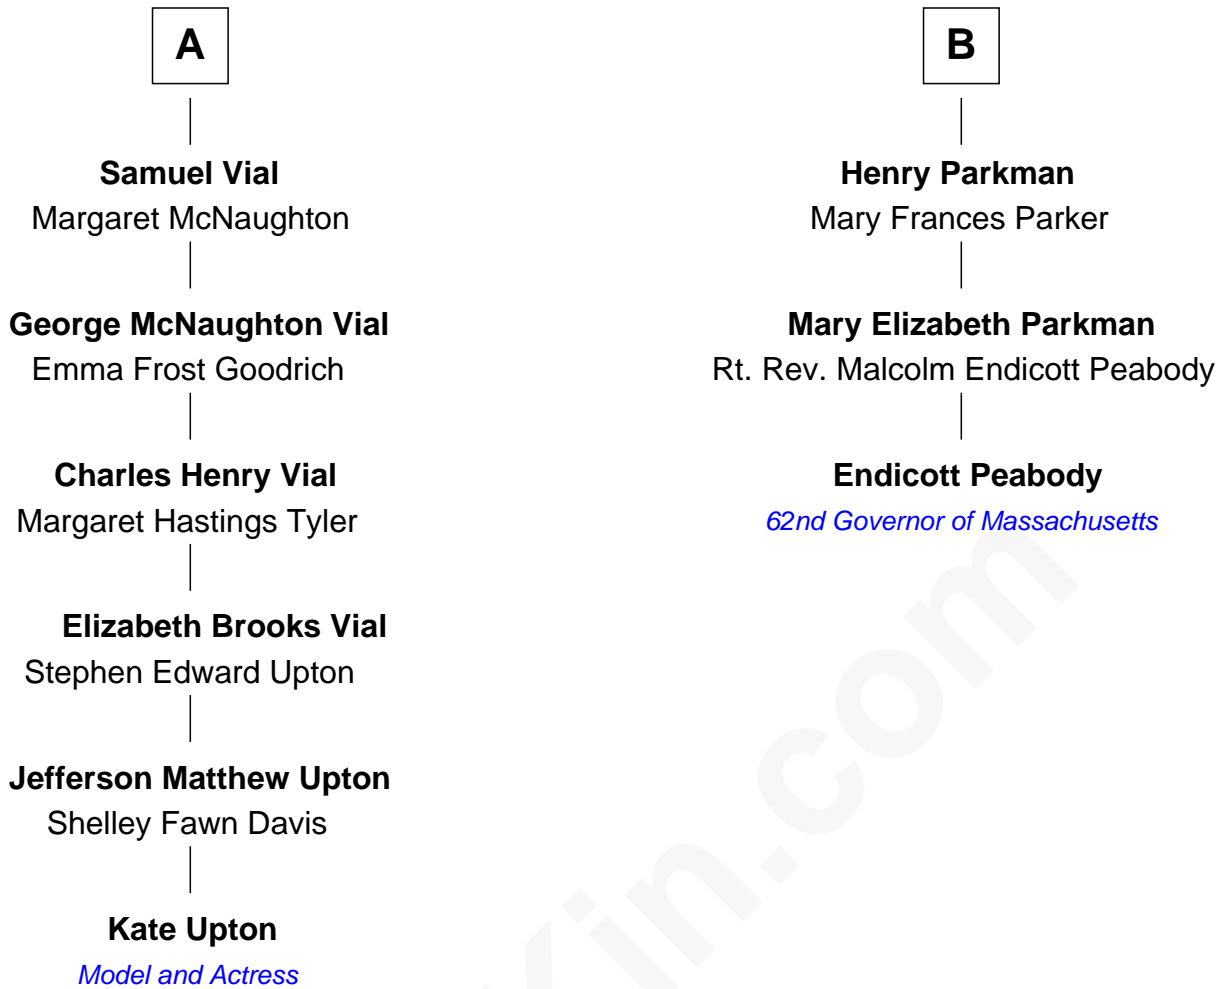 A
Samuel Vial
Margaret McNaughton
George McNaughton Vial
Emma Frost Goodrich
Charles Henry Vial
Margaret Hastings Tyler
Elizabeth Brooks Vial
Stephen Edward Upton
Jefferson Matthew Upton
Shelley Fawn Davis
Kate Upton
Model and Actress
B
Henry Parkman
Mary Frances Parker
Mary Elizabeth Parkman
Rt. Rev. Malcolm Endicott Peabody
Endicott Peabody
62nd Governor of Massachusetts
Kin.com